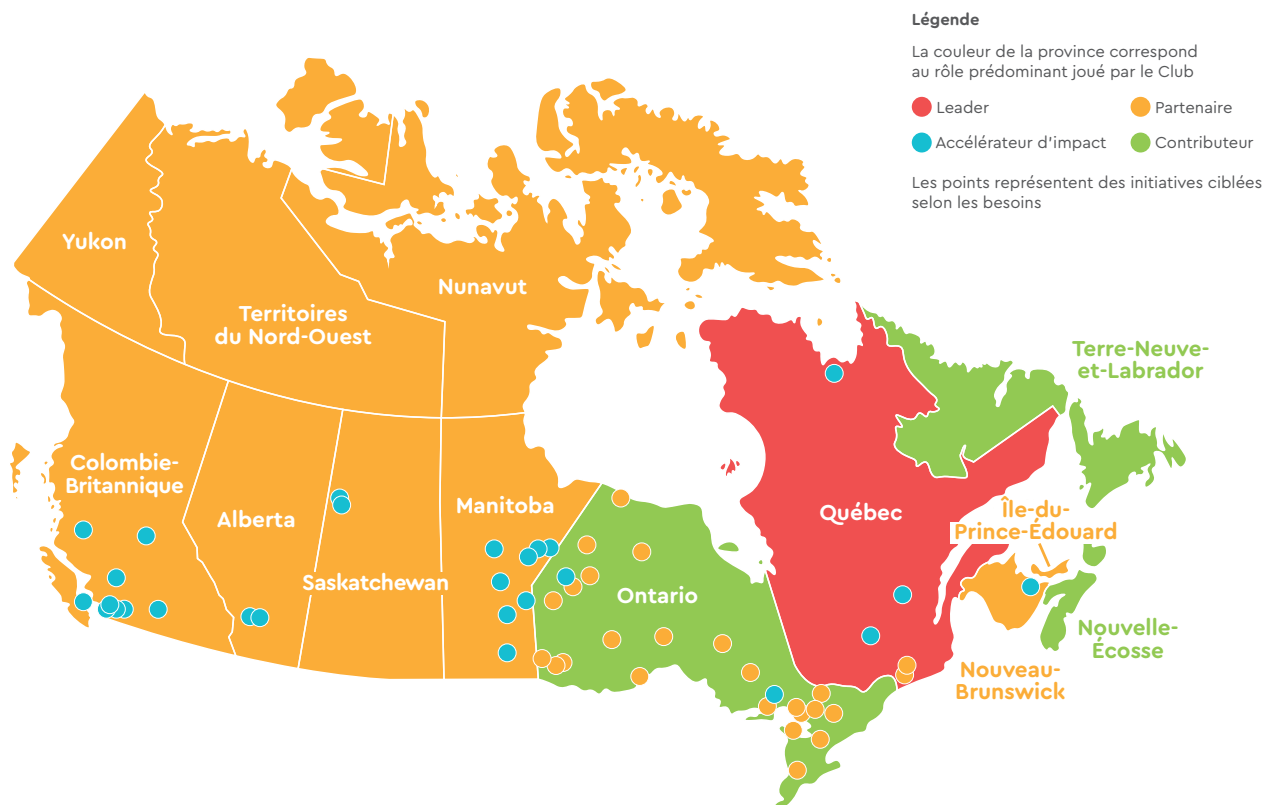 Légende
La couleur de la province correspond
au rôle prédominant joué par le Club
Leader
Partenaire
Accélérateur d'impact
Contributeur
Les points représentent des initiatives ciblées
selon les besoins
Yukon
Territoires
du Nord-Ouest
Nunavut
Terre-Neuve-
et-Labrador
Colombie-
Britannique
Alberta
Saskatchewan
Manitoba
Ontario
Québec
Île-du-
Prince-Édouard
Nouvelle-
Écosse
Nouveau-
Brunswick